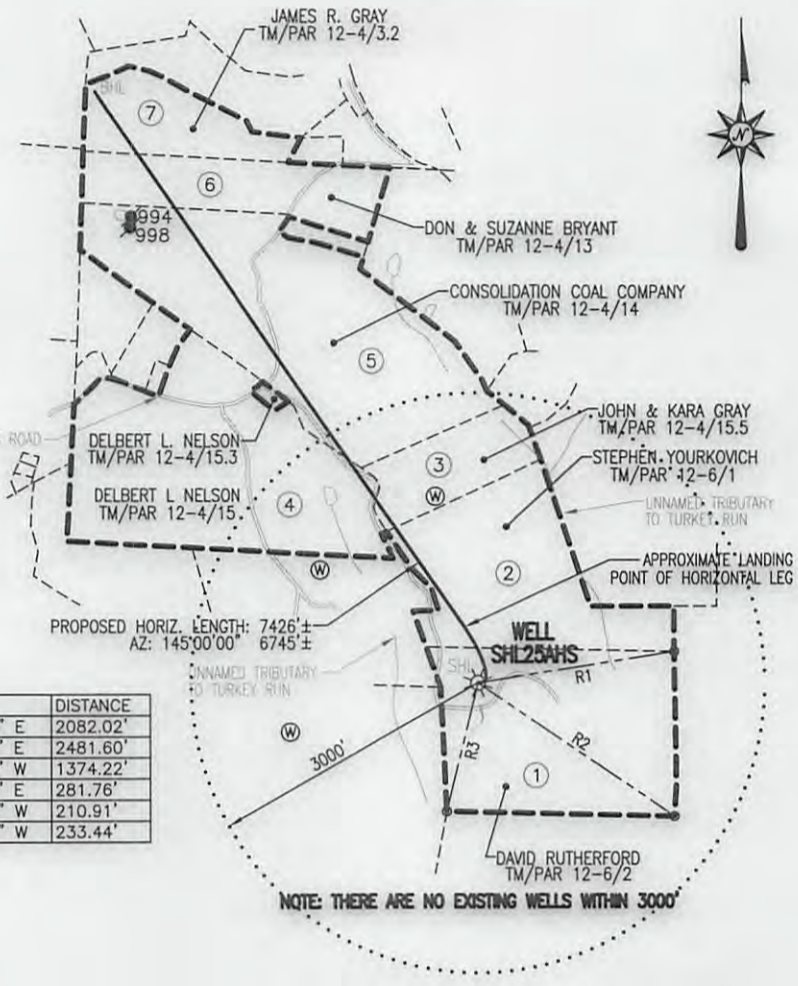 JAMES R. GRAY
TM/PAR 12-4/3.2
N
BHL
7
6
994
998
DON & SUZANNE BRYANT
TM/PAR 12-4/13
CONSOLIDATION COAL COMPANY
TM/PAR 12-4/14
5
JOHN & KARA GRAY
TM/PAR 12-4/15.5
ROAD
DELBERT L. NELSON
TM/PAR 12-4/15.3
3
STEPHEN YOURKOVICH
TM/PAR 12-6/1
DELBERT L NELSON
TM/PAR 12-4/15
4
W
UNNAMED TRIBUTARY
TO TURKEY RUN
W
2
APPROXIMATE LANDING
POINT OF HORIZONTAL LEG
PROPOSED HORIZ. LENGTH: 7426'±
AZ: 145°00'00" 6745'±
WELL
SHL25AHS
UNNAMED TRIBUTARY
TO TURKEY RUN
SHL
R1
W
R2
R3
3000'
1
DISTANCE
" E 2082.02'
" E 2481.60'
" W 1374.22'
" E 281.76'
" W 210.91'
" W 233.44'
DAVID RUTHERFORD
TM/PAR 12-6/2
NOTE: THERE ARE NO EXISTING WELLS WITHIN 3000'